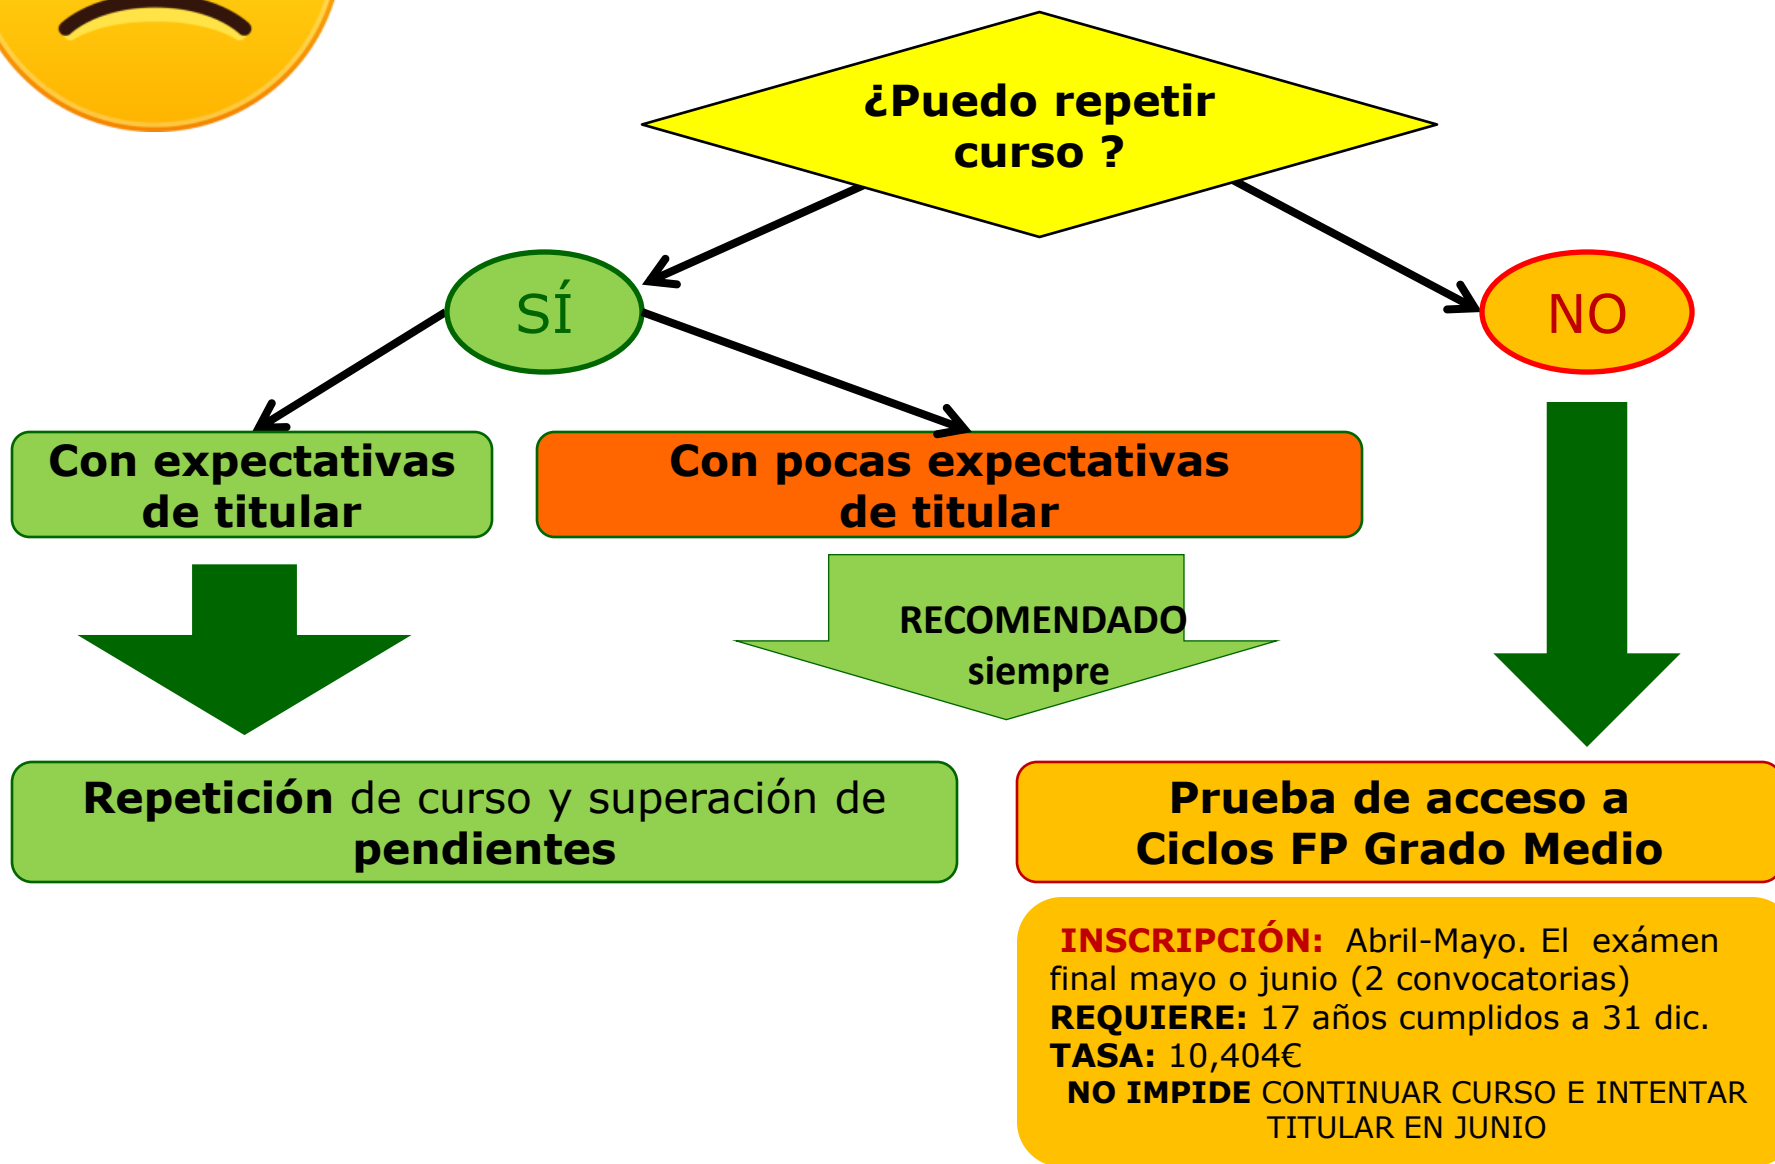 ¿Puedo repetir
curso ?
SÍ
NO
Con expectativas
de titular
Con pocas expectativas
de titular
RECOMENDADO
siempre
Repetición de curso y superación de
pendientes
Prueba de acceso a
Ciclos FP Grado Medio
INSCRIPCIÓN: Abril-Mayo. El exámen
final mayo o junio (2 convocatorias)
REQUIERE: 17 años cumplidos a 31 dic.
TASA: 10,404€
NO IMPIDE CONTINUAR CURSO E INTENTAR
TITULAR EN JUNIO